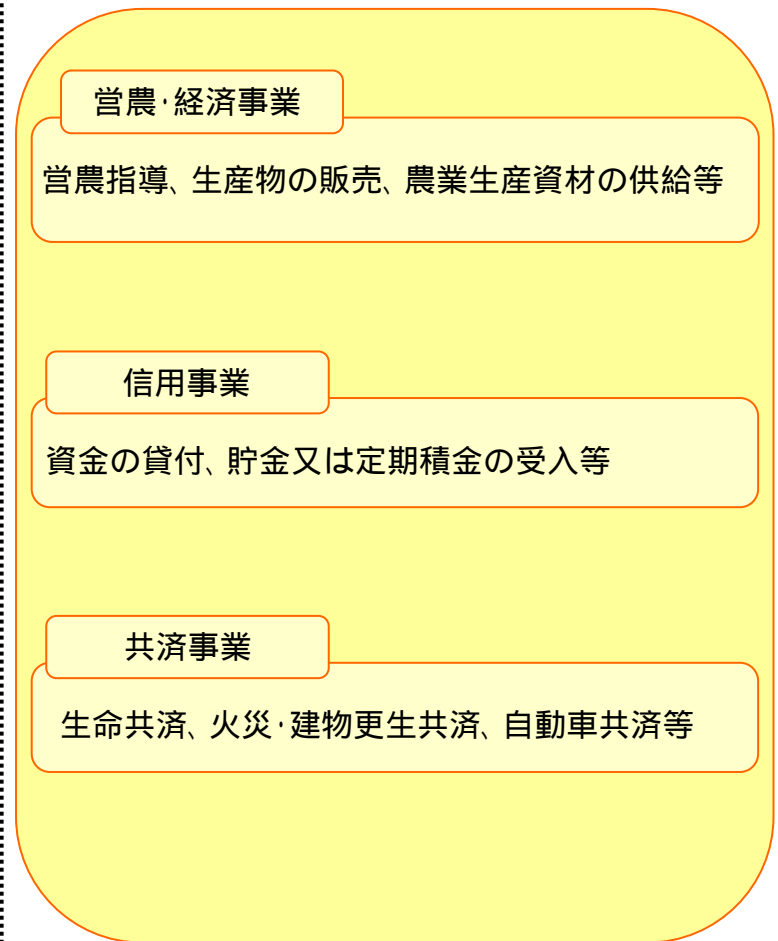 営農･経済事業
営農指導、生産物の販売、農業生産資材の供給等
信用事業
資金の貸付、貯金又は定期積金の受入等
共済事業
生命共済、火災･建物更生共済、自動車共済等